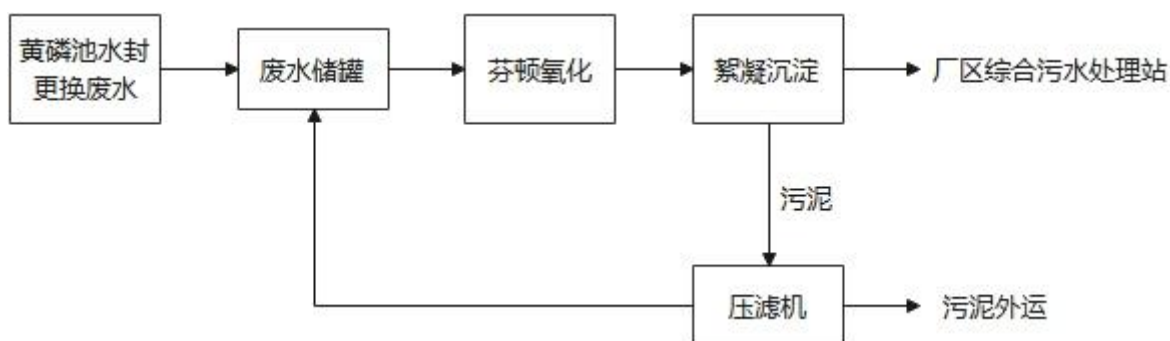 黄磷池水封
更换废水
废水储罐
芬顿氧化
絮凝沉淀
厂区综合污水处理站
污泥
压滤机
污泥外运